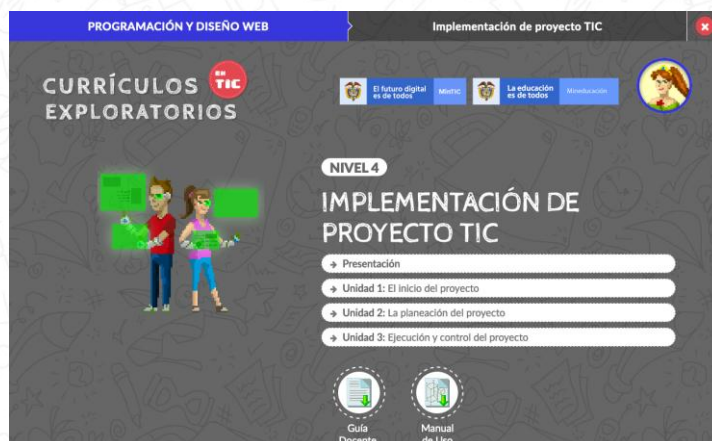 PROGRAMACIÓN Y DISEÑO WEB
Implementación de proyecto TIC
CURRÍCULOS EN TIC
EXPLORATORIOS
El futuro digital
es de todos
MinTIC
La educación
es de todos
Mineducación
NIVEL 4
IMPLEMENTACIÓN DE
PROYECTO TIC
→ Presentación
→ Unidad 1: El inicio del proyecto
→ Unidad 2: La planeación del proyecto
→ Unidad 3: Ejecución y control del proyecto
Guía
Docente
Manual
de Uso